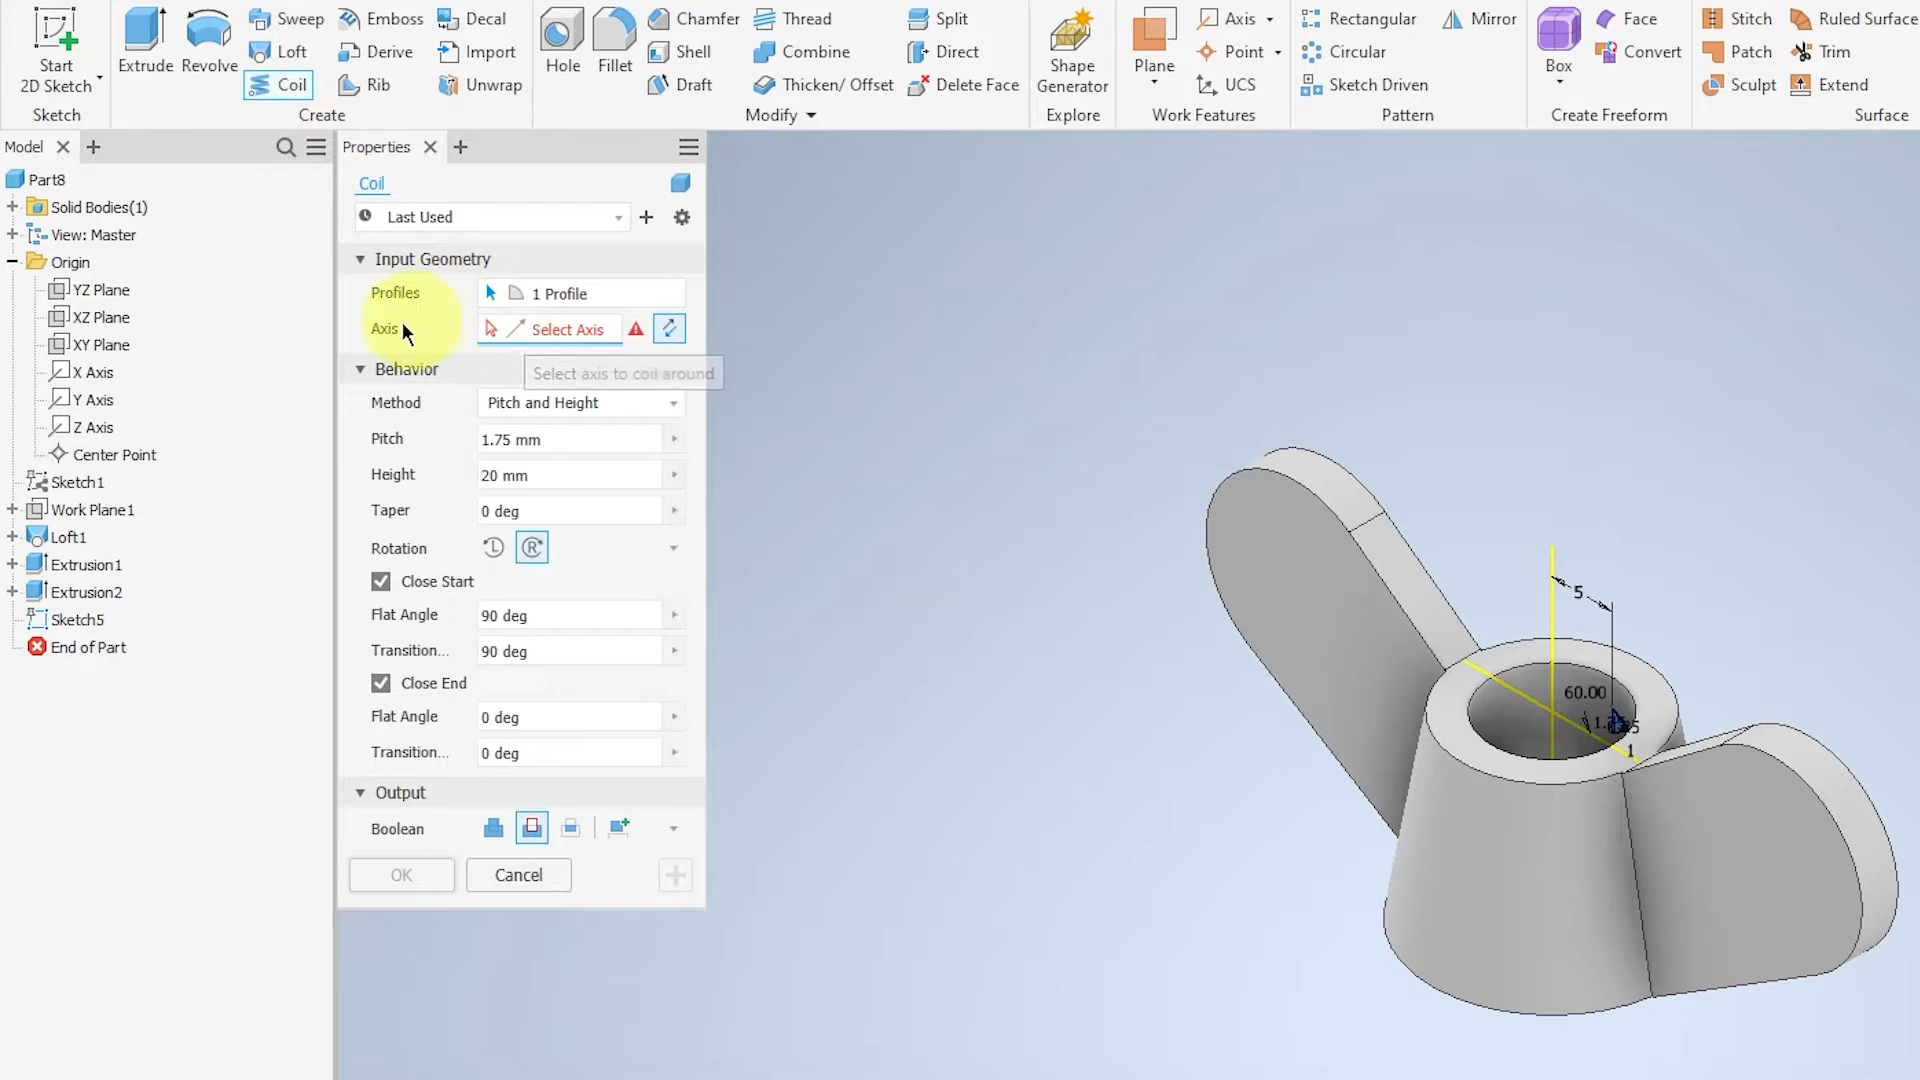 Start
2D Sketch
Sketch
Extrude
Revolve
Sweep
Loft
Coil
Emboss
Derive
Rib
Decal
Import
Unwrap
Create
Hole
Fillet
Chamfer
Shell
Draft
Thread
Combine
Thicken/ Offset
Split
Direct
Delete Face
Modify
Shape
Generator
Explore
Plane
Axis
Point
UCS
Work Features
Rectangular
Circular
Sketch Driven
Mirror
Pattern
Box
Face
Convert
Create Freeform
Stitch
Patch
Sculpt
Ruled Surface
Trim
Extend
Surface
Model
Part8
Solid Bodies(1)
View: Master
Origin
YZ Plane
XZ Plane
XY Plane
X Axis
Y Axis
Z Axis
Center Point
Sketch1
Work Plane1
Loft1
Extrusion1
Extrusion2
Sketch5
End of Part
Properties
Coil
Last Used
Input Geometry
Profiles 1 Profile
Axis Select Axis
Select axis to coil around
Behavior
Method Pitch and Height
Pitch 1.75 mm
Height 20 mm
Taper 0 deg
Rotation L R
Close Start
Flat Angle 90 deg
Transition... 90 deg
Close End
Flat Angle 0 deg
Transition... 0 deg
Output
Boolean
OK Cancel
5
60.00
1